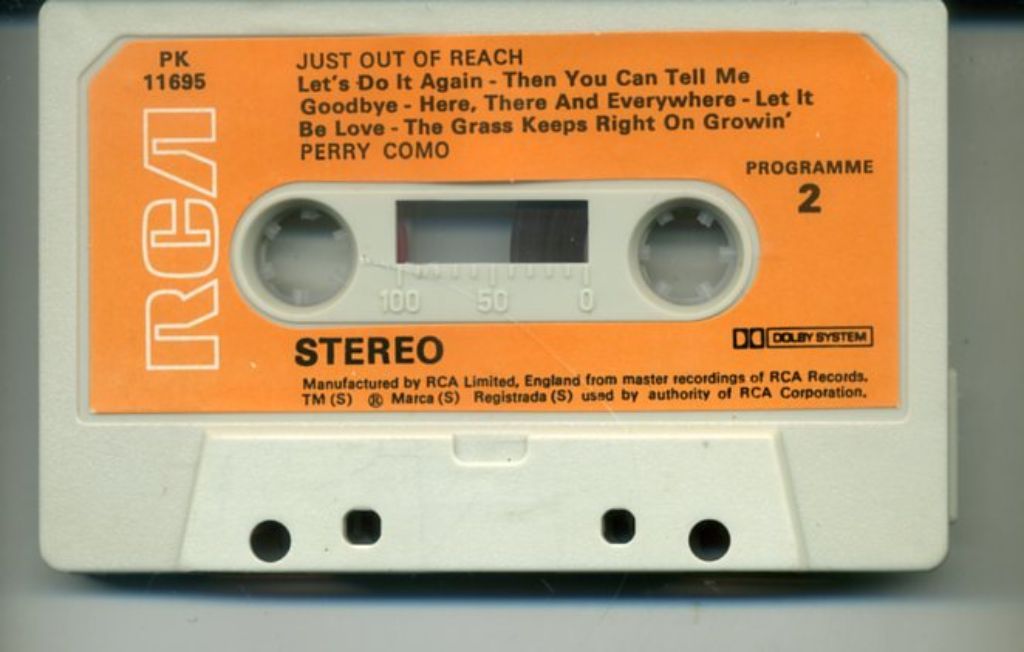 PK
11695
JUST OUT OF REACH
Let's Do It Again - Then You Can Tell Me
Goodbye - Here, There And Everywhere - Let It
Be Love - The Grass Keeps Right On Growin'
PERRY COMO
RCA
PROGRAMME
2
100 50 0
STEREO
DOLBY SYSTEM
Manufactured by RCA Limited, England from master recordings of RCA Records.
TM (S) ® Marca (S) Registrada (S) used by authority of RCA Corporation.